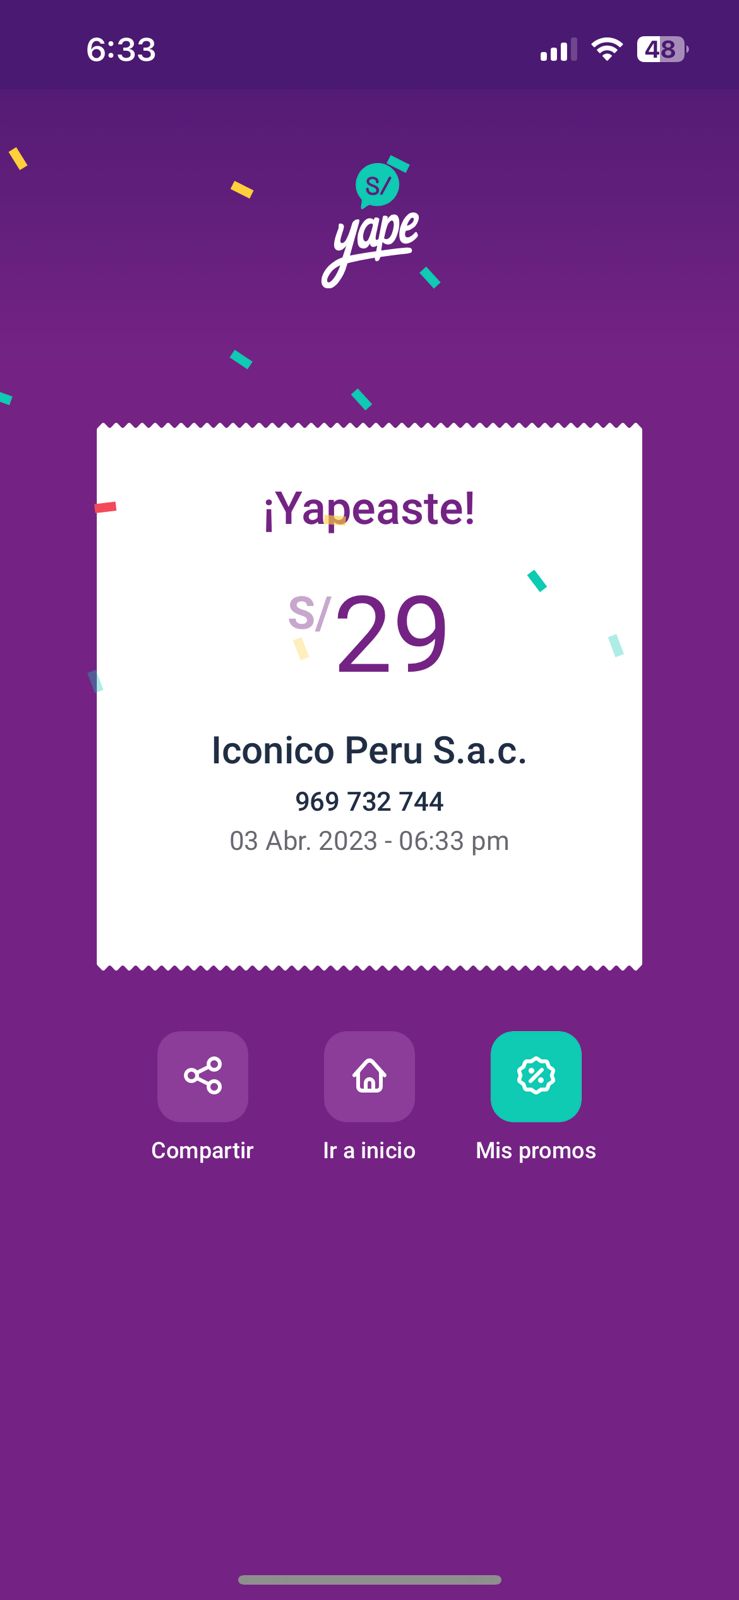 6:33
48
S/
yape
¡Yapeaste!
S/29
Iconico Peru S.a.c.
969 732 744
03 Abr. 2023 - 06:33 pm
Compartir
Ir a inicio
Mis promos